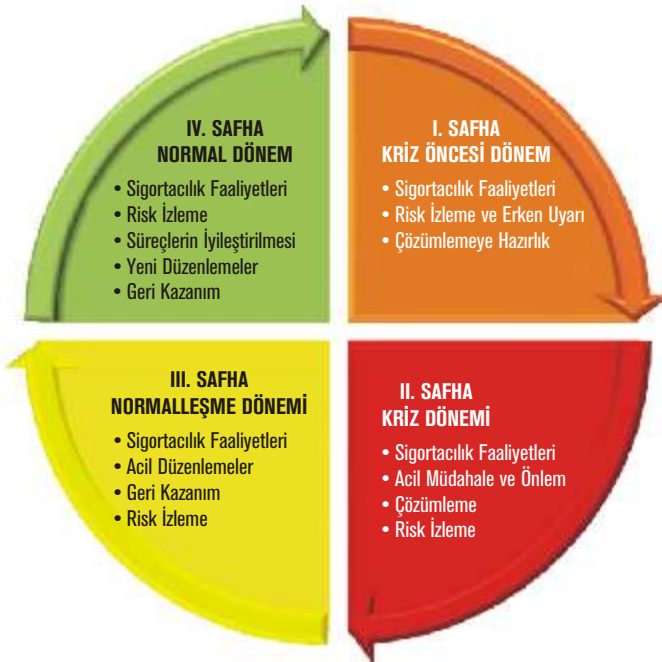 IV. SAFHA
NORMAL DÖNEM
• Sigortacılık Faaliyetleri
• Risk İzleme
• Süreçlerin İyileştirilmesi
• Yeni Düzenlemeler
• Geri Kazanım
I. SAFHA
KRİZ ÖNCESİ DÖNEM
• Sigortacılık Faaliyetleri
• Risk İzleme ve Erken Uyarı
• Çözümlemeye Hazırlık
III. SAFHA
NORMALLEŞME DÖNEMİ
• Sigortacılık Faaliyetleri
• Acil Düzenlemeler
• Geri Kazanım
• Risk İzleme
II. SAFHA
KRİZ DÖNEMİ
• Sigortacılık Faaliyetleri
• Acil Müdahale ve Önlem
• Çözümleme
• Risk İzleme